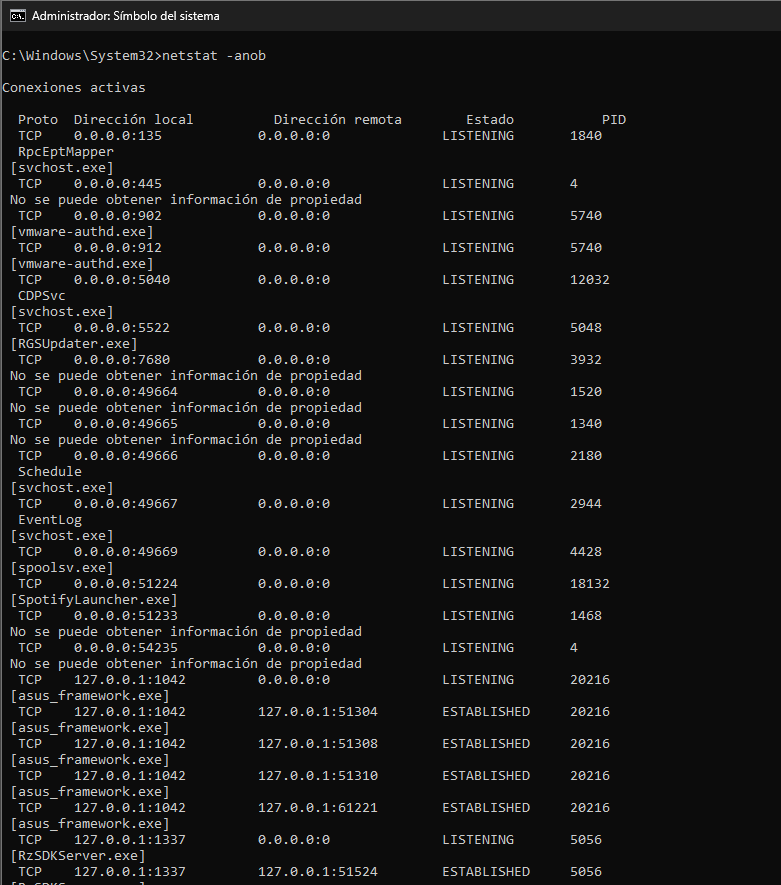 Administrador: Símbolo del sistema
C:\Windows\System32>netstat -anob
Conexiones activas
Proto Dirección local Dirección remota Estado PID
TCP 0.0.0.0:135 0.0.0.0:0 LISTENING 1840
RpcEptMapper
[svchost.exe]
TCP 0.0.0.0:445 0.0.0.0:0 LISTENING 4
No se puede obtener información de propiedad
TCP 0.0.0.0:902 0.0.0.0:0 LISTENING 5740
[vmware-authd.exe]
TCP 0.0.0.0:912 0.0.0.0:0 LISTENING 5740
[vmware-authd.exe]
TCP 0.0.0.0:5040 0.0.0.0:0 LISTENING 12032
CDPSvc
[svchost.exe]
TCP 0.0.0.0:5522 0.0.0.0:0 LISTENING 5048
[RGSUpdater.exe]
TCP 0.0.0.0:7680 0.0.0.0:0 LISTENING 3932
No se puede obtener información de propiedad
TCP 0.0.0.0:49664 0.0.0.0:0 LISTENING 1520
No se puede obtener información de propiedad
TCP 0.0.0.0:49665 0.0.0.0:0 LISTENING 1340
No se puede obtener información de propiedad
TCP 0.0.0.0:49666 0.0.0.0:0 LISTENING 2180
Schedule
[svchost.exe]
TCP 0.0.0.0:49667 0.0.0.0:0 LISTENING 2944
EventLog
[svchost.exe]
TCP 0.0.0.0:49669 0.0.0.0:0 LISTENING 4428
[spoolsv.exe]
TCP 0.0.0.0:51224 0.0.0.0:0 LISTENING 18132
[SpotifyLauncher.exe]
TCP 0.0.0.0:51233 0.0.0.0:0 LISTENING 1468
No se puede obtener información de propiedad
TCP 0.0.0.0:54235 0.0.0.0:0 LISTENING 4
No se puede obtener información de propiedad
TCP 127.0.0.1:1042 0.0.0.0:0 LISTENING 20216
[asus_framework.exe]
TCP 127.0.0.1:1042 127.0.0.1:51304 ESTABLISHED 20216
[asus_framework.exe]
TCP 127.0.0.1:1042 127.0.0.1:51308 ESTABLISHED 20216
[asus_framework.exe]
TCP 127.0.0.1:1042 127.0.0.1:51310 ESTABLISHED 20216
[asus_framework.exe]
TCP 127.0.0.1:1042 127.0.0.1:61221 ESTABLISHED 20216
[asus_framework.exe]
TCP 127.0.0.1:1337 0.0.0.0:0 LISTENING 5056
[RzSDKServer.exe]
TCP 127.0.0.1:1337 127.0.0.1:51524 ESTABLISHED 5056